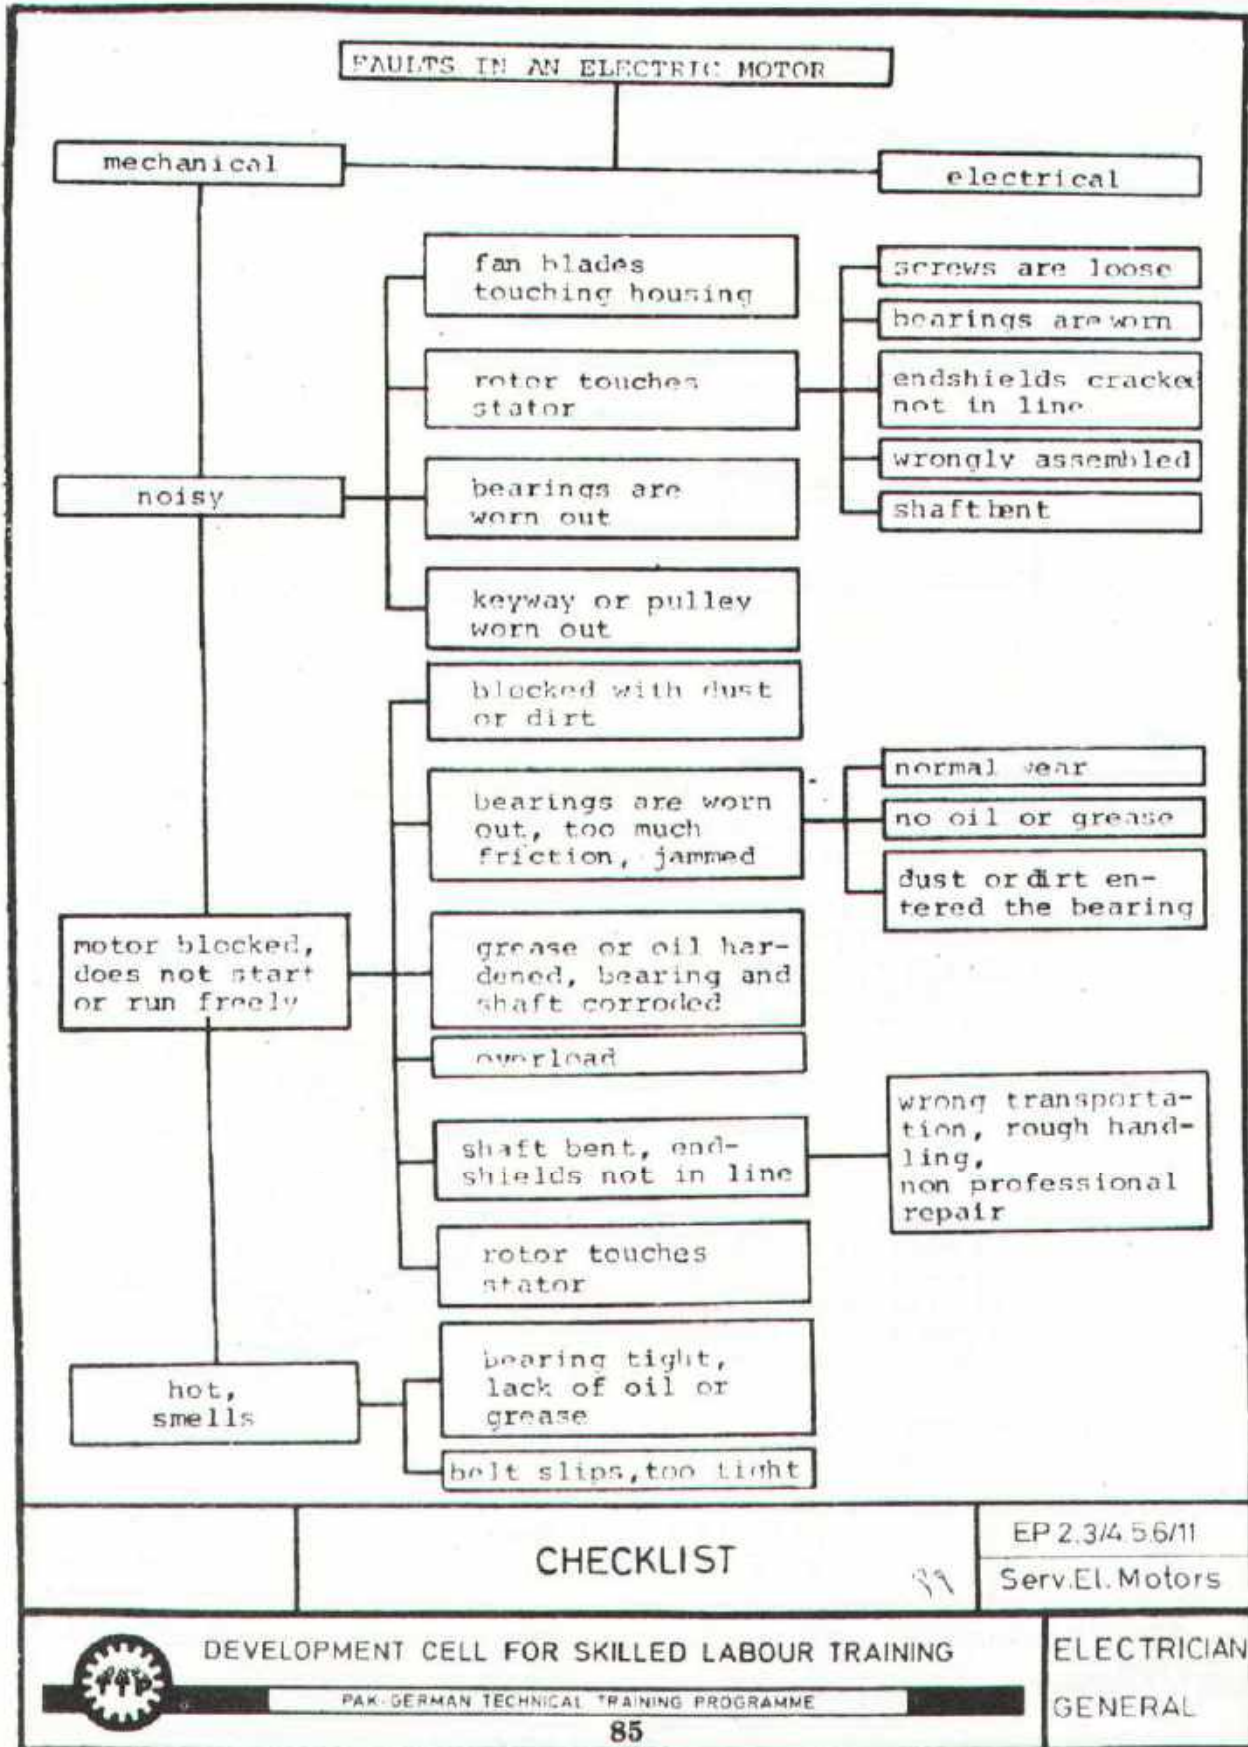 FAULTS IN AN ELECTRIC MOTOR
mechanical
electrical
fan blades
touching housing
screws are loose
bearings are worn
rotor touches
stator
endshields cracked
not in line
wrongly assembled
shaft bent
noisy
bearings are
worn out
keyway or pulley
worn out
blocked with dust
or dirt
bearings are worn
out, too much
friction, jammed
normal wear
no oil or grease
dust or dirt en-
tered the bearing
motor blocked,
does not start
or run freely
grease or oil har-
dened, bearing and
shaft corroded
overload
shaft bent, end-
shields not in line
wrong transporta-
tion, rough hand-
ling,
non professional
repair
rotor touches
stator
hot,
smells
bearing tight,
lack of oil or
grease
belt slips, too tight
CHECKLIST
EP 2.3/4.5.6/11
Serv.El. Motors
DEVELOPMENT CELL FOR SKILLED LABOUR TRAINING
PAK-GERMAN TECHNICAL TRAINING PROGRAMME
85
ELECTRICIAN
GENERAL